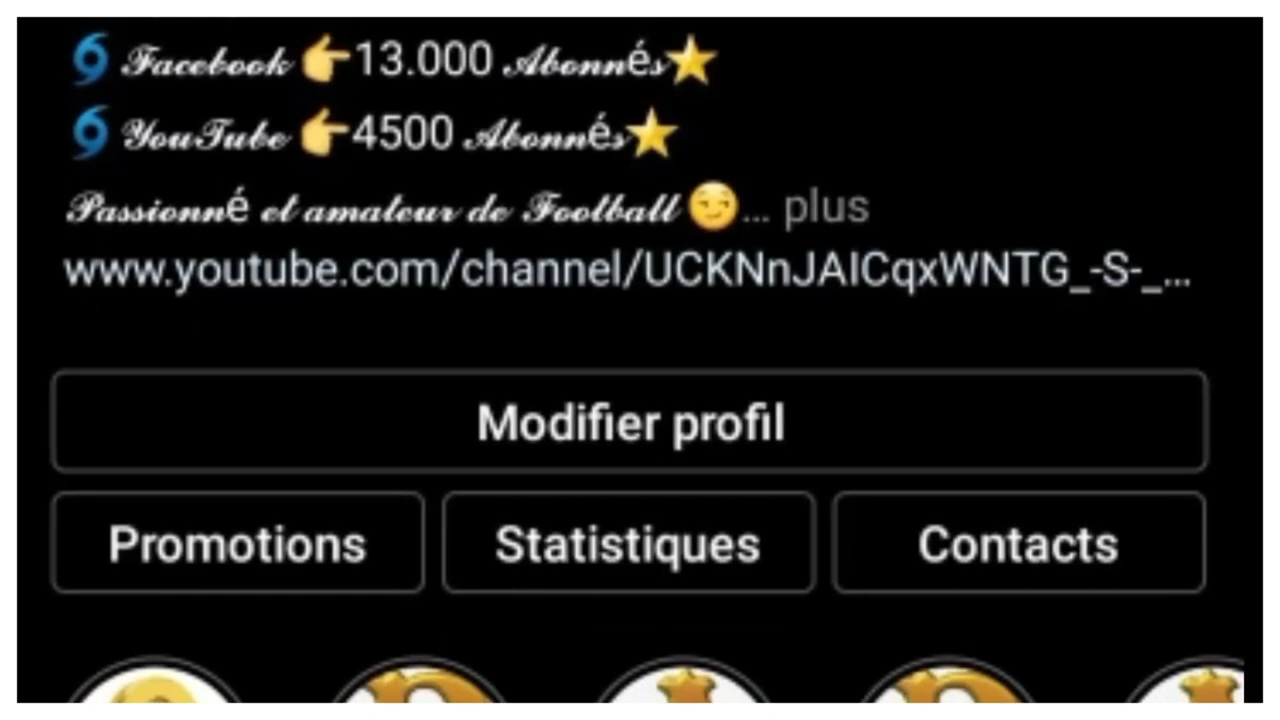 🌀 Facebook 👉13.000 Abonnés⭐
🌀 YouTube 👉4500 Abonnés⭐
Passionné et amateur de Football 😏... plus
www.youtube.com/channel/UCKNnJAICqxWNTG_-S-_...
Modifier profil
Promotions
Statistiques
Contacts